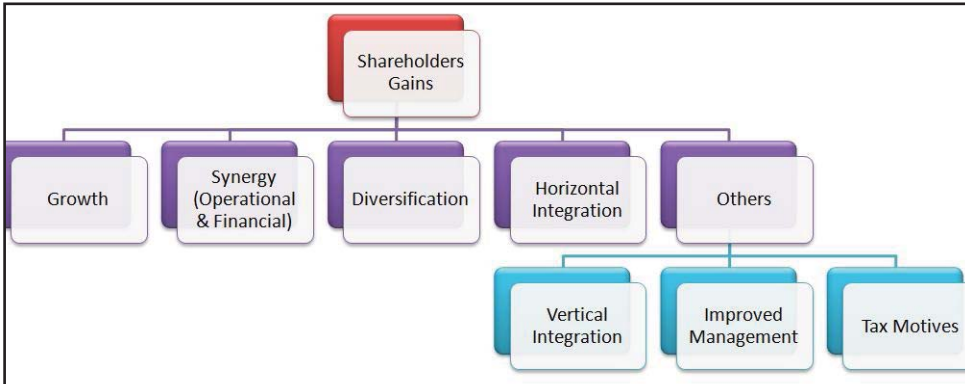 Shareholders
Gains
Growth
Synergy
(Operational
& Financial)
Diversification
Horizontal
Integration
Others
Vertical
Integration
Improved
Management
Tax Motives